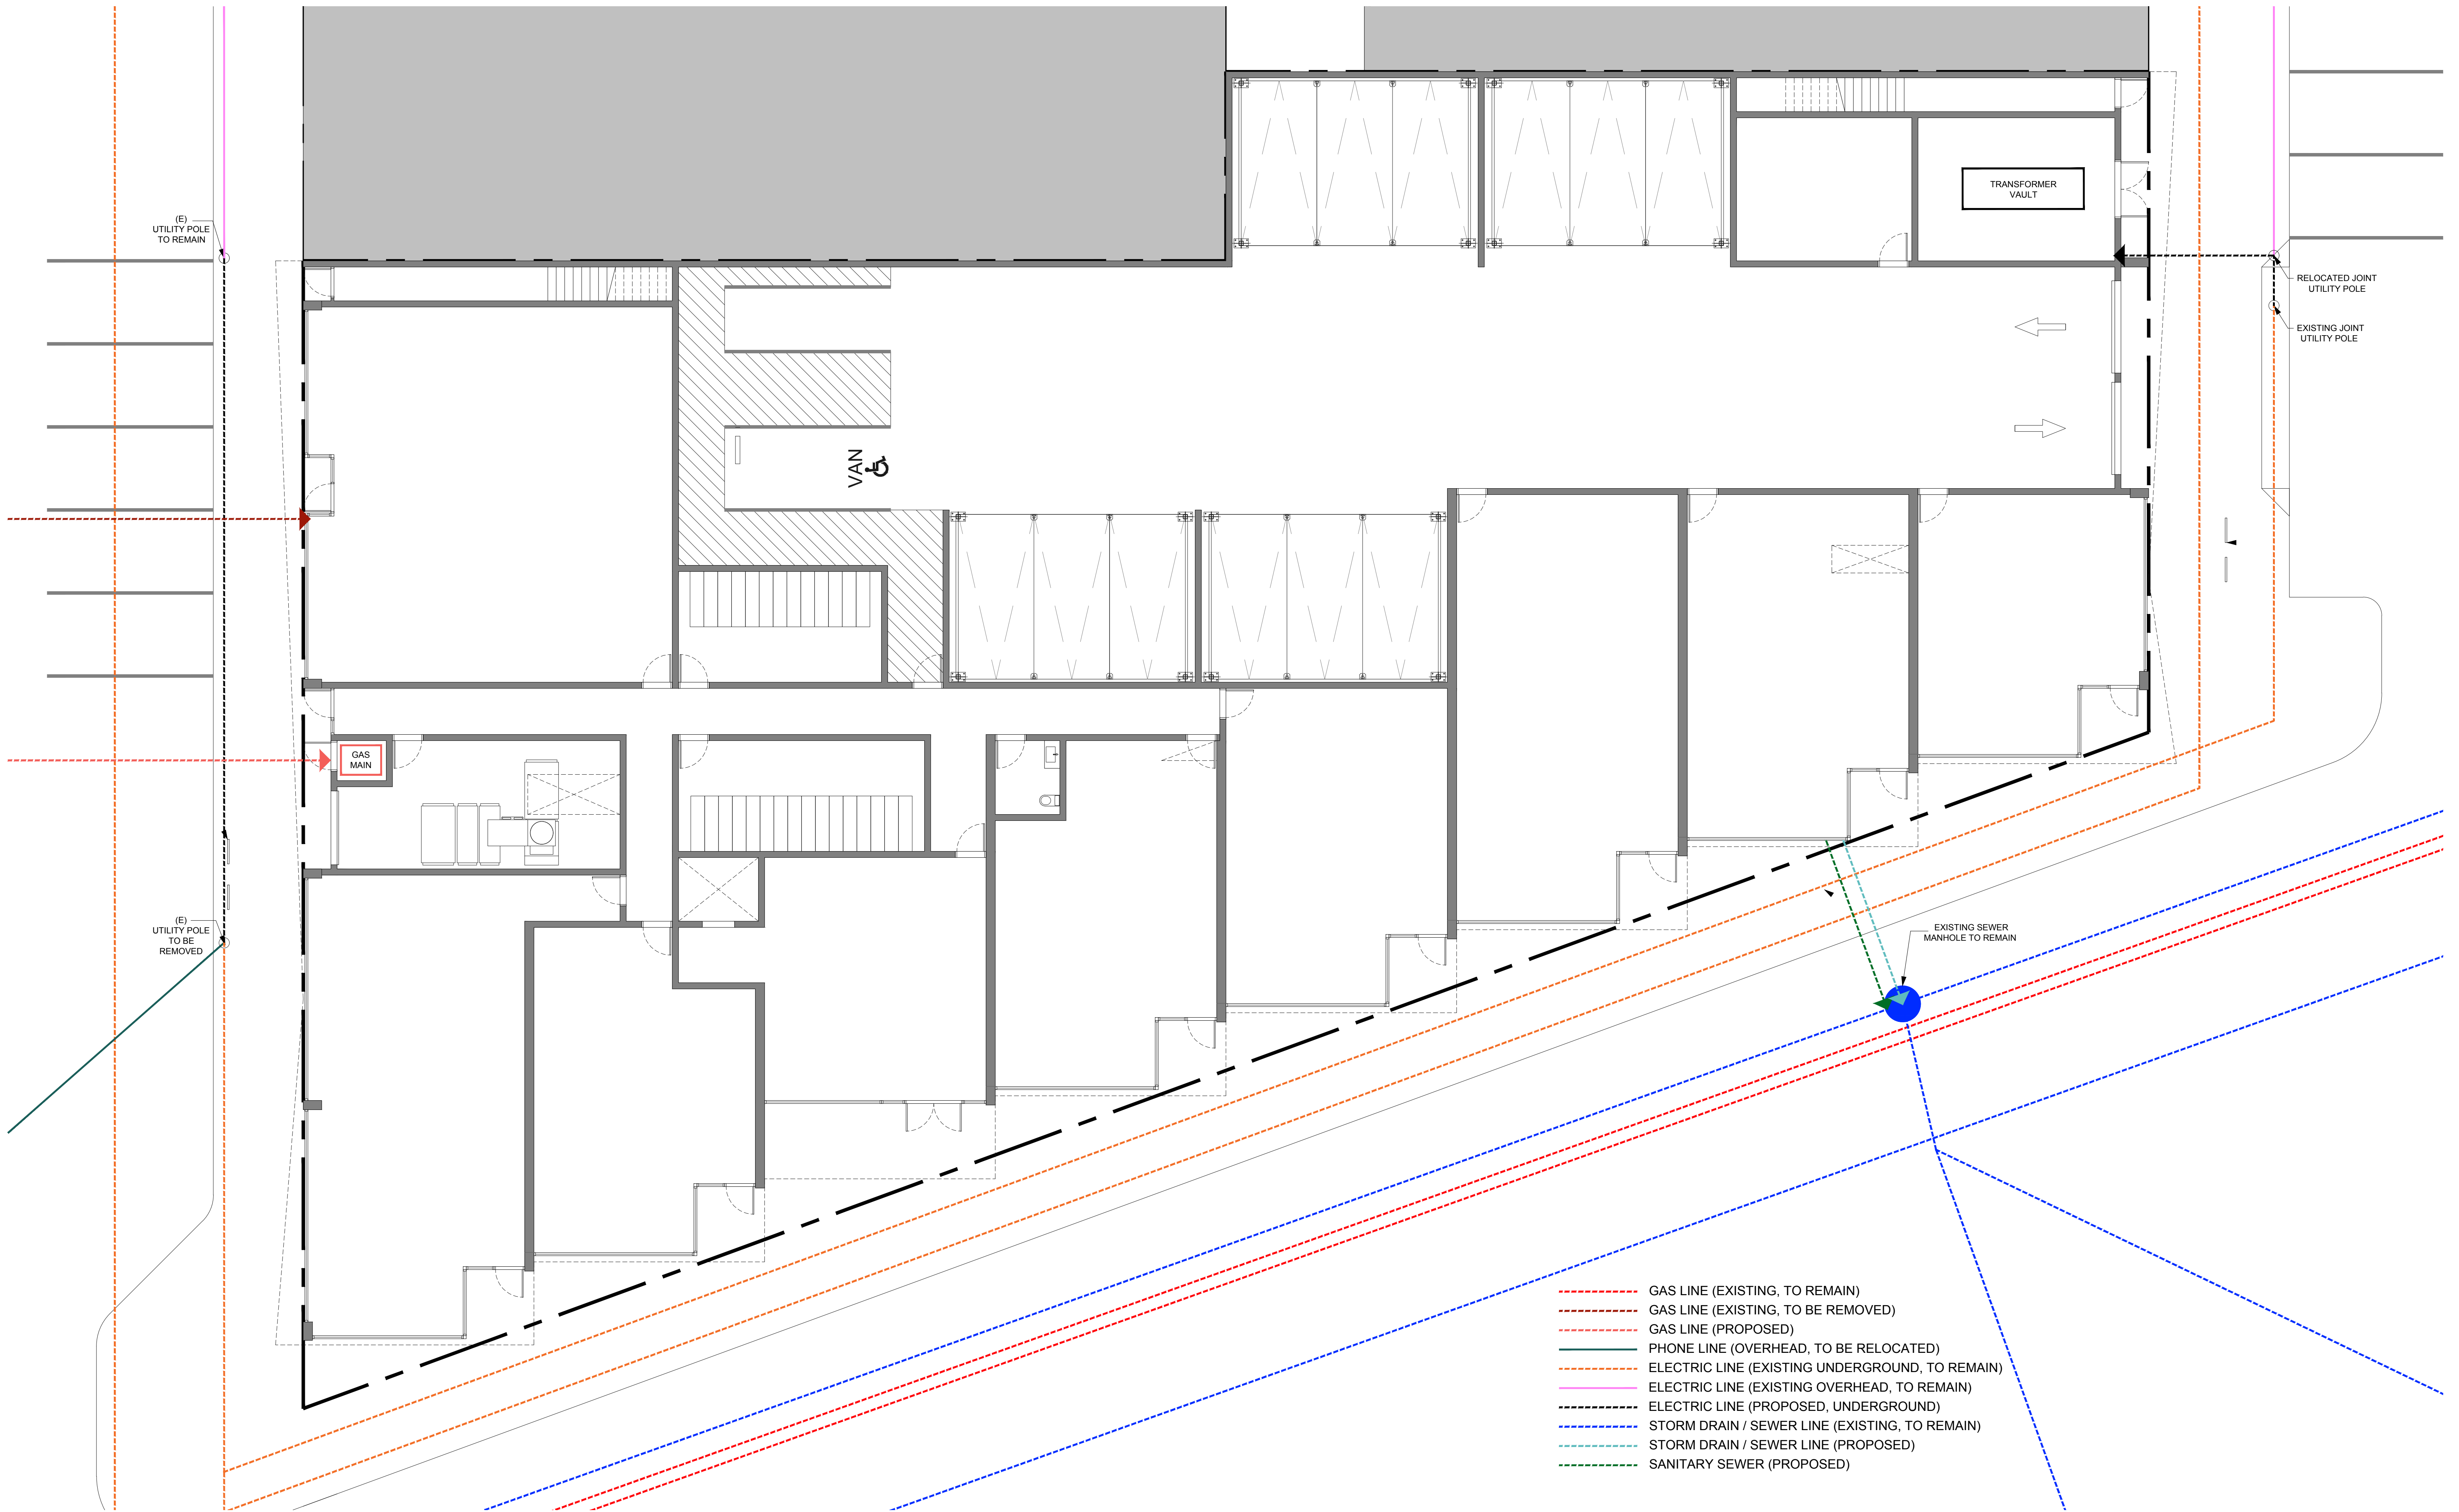 TRANSFORMER
VAULT
(E)
UTILITY POLE
TO REMAIN
RELOCATED JOINT
UTILITY POLE
EXISTING JOINT
UTILITY POLE
VAN
GAS
MAIN
(E)
UTILITY POLE
TO BE
REMOVED
EXISTING SEWER
MANHOLE TO REMAIN
GAS LINE (EXISTING, TO REMAIN)
GAS LINE (EXISTING, TO BE REMOVED)
GAS LINE (PROPOSED)
PHONE LINE (OVERHEAD, TO BE RELOCATED)
ELECTRIC LINE (EXISTING UNDERGROUND, TO REMAIN)
ELECTRIC LINE (EXISTING OVERHEAD, TO REMAIN)
ELECTRIC LINE (PROPOSED, UNDERGROUND)
STORM DRAIN / SEWER LINE (EXISTING, TO REMAIN)
STORM DRAIN / SEWER LINE (PROPOSED)
SANITARY SEWER (PROPOSED)